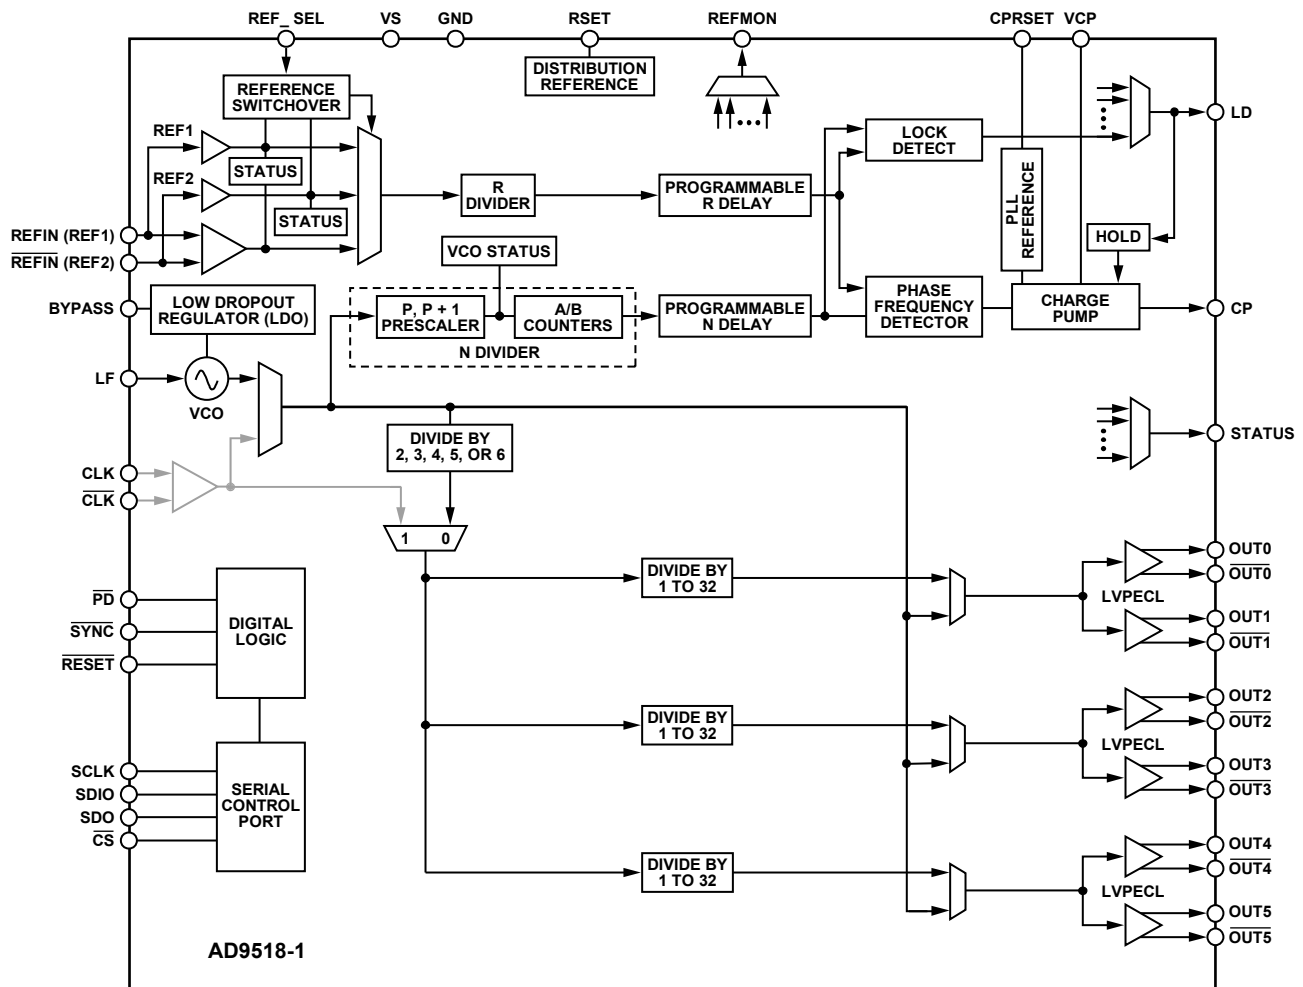 REF_ SEL
VS
GND
RSET
REFMON
CPRSET
VCP
DISTRIBUTION
REFERENCE
REFERENCE
SWITCHOVER
REF1
STATUS
REF2
STATUS
REFIN (REF1)
REFIN (REF2)
R
DIVIDER
PROGRAMMABLE
R DELAY
LOCK
DETECT
PLL
REFERENCE
HOLD
LD
VCO STATUS
BYPASS
LOW DROPOUT
REGULATOR (LDO)
P, P + 1
PRESCALER
A/B
COUNTERS
N DIVIDER
PROGRAMMABLE
N DELAY
PHASE
FREQUENCY
DETECTOR
CHARGE
PUMP
CP
LF
VCO
STATUS
DIVIDE BY
2, 3, 4, 5, OR 6
CLK
CLK
1 0
PD
SYNC
RESET
DIGITAL
LOGIC
DIVIDE BY
1 TO 32
LVPECL
OUT0
OUT0
OUT1
OUT1
DIVIDE BY
1 TO 32
LVPECL
OUT2
OUT2
OUT3
OUT3
SCLK
SDIO
SDO
CS
SERIAL
CONTROL
PORT
DIVIDE BY
1 TO 32
LVPECL
OUT4
OUT4
OUT5
OUT5
AD9518-1